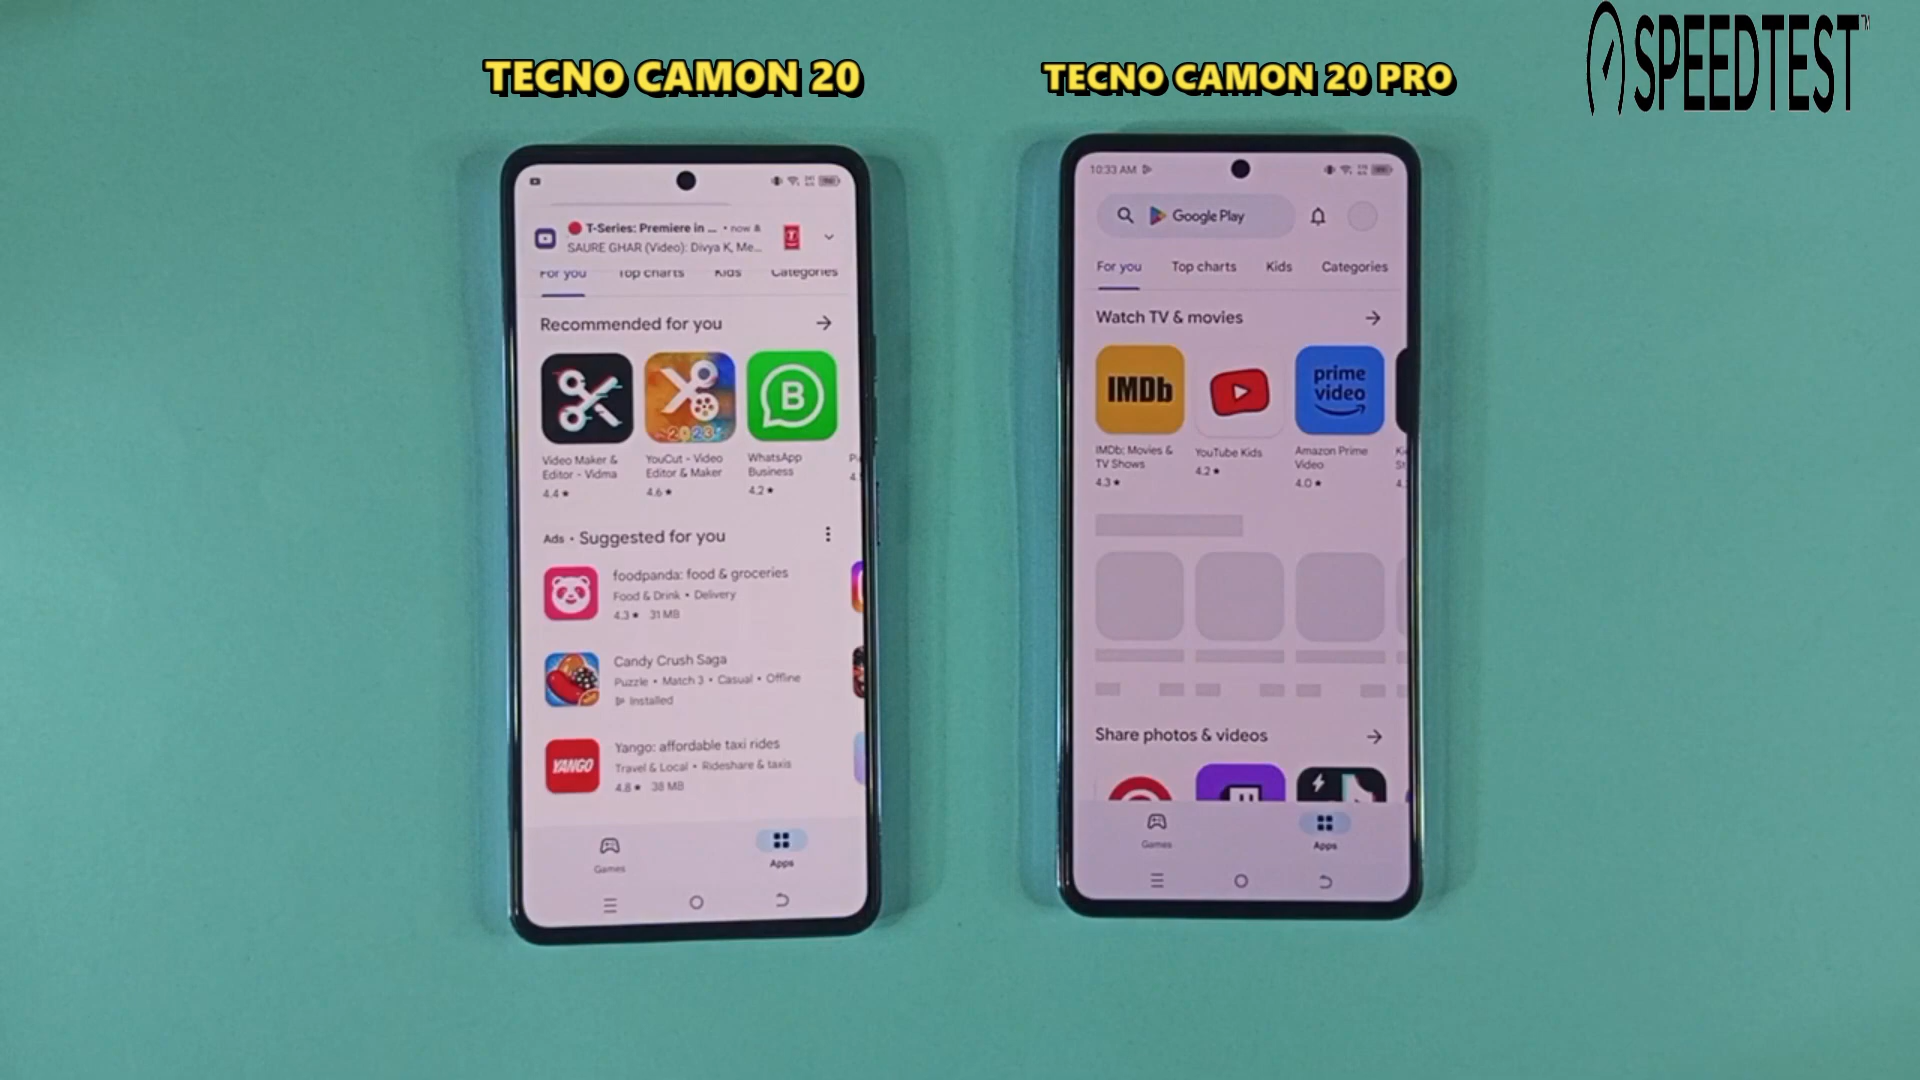 TECNO CAMON 20
TECNO CAMON 20 PRO
SPEEDTEST™
T-Series: Premiere in ... • now
SAURE GHAR (Video): Divya K, Me...
For you Top charts Kids Categories
Recommended for you
Video Maker & Editor - Vidma
4.4★
2023
YouCut - Video Editor & Maker
4.6★
B
WhatsApp Business
4.2★
Ads • Suggested for you
foodpanda: food & groceries
Food & Drink • Delivery
4.3★ 31 MB
Candy Crush Saga
Puzzle • Match 3 • Casual • Offline
Installed
YANGO
Yango: affordable taxi rides
Travel & Local • Rideshare & taxis
4.8★ 38 MB
Games
Apps
10:33 AM
Google Play
For you Top charts Kids Categories
Watch TV & movies
IMDb
IMDb: Movies & TV Shows
4.3★
YouTube Kids
4.2★
prime video
Amazon Prime Video
4.0★
Share photos & videos
Games
Apps